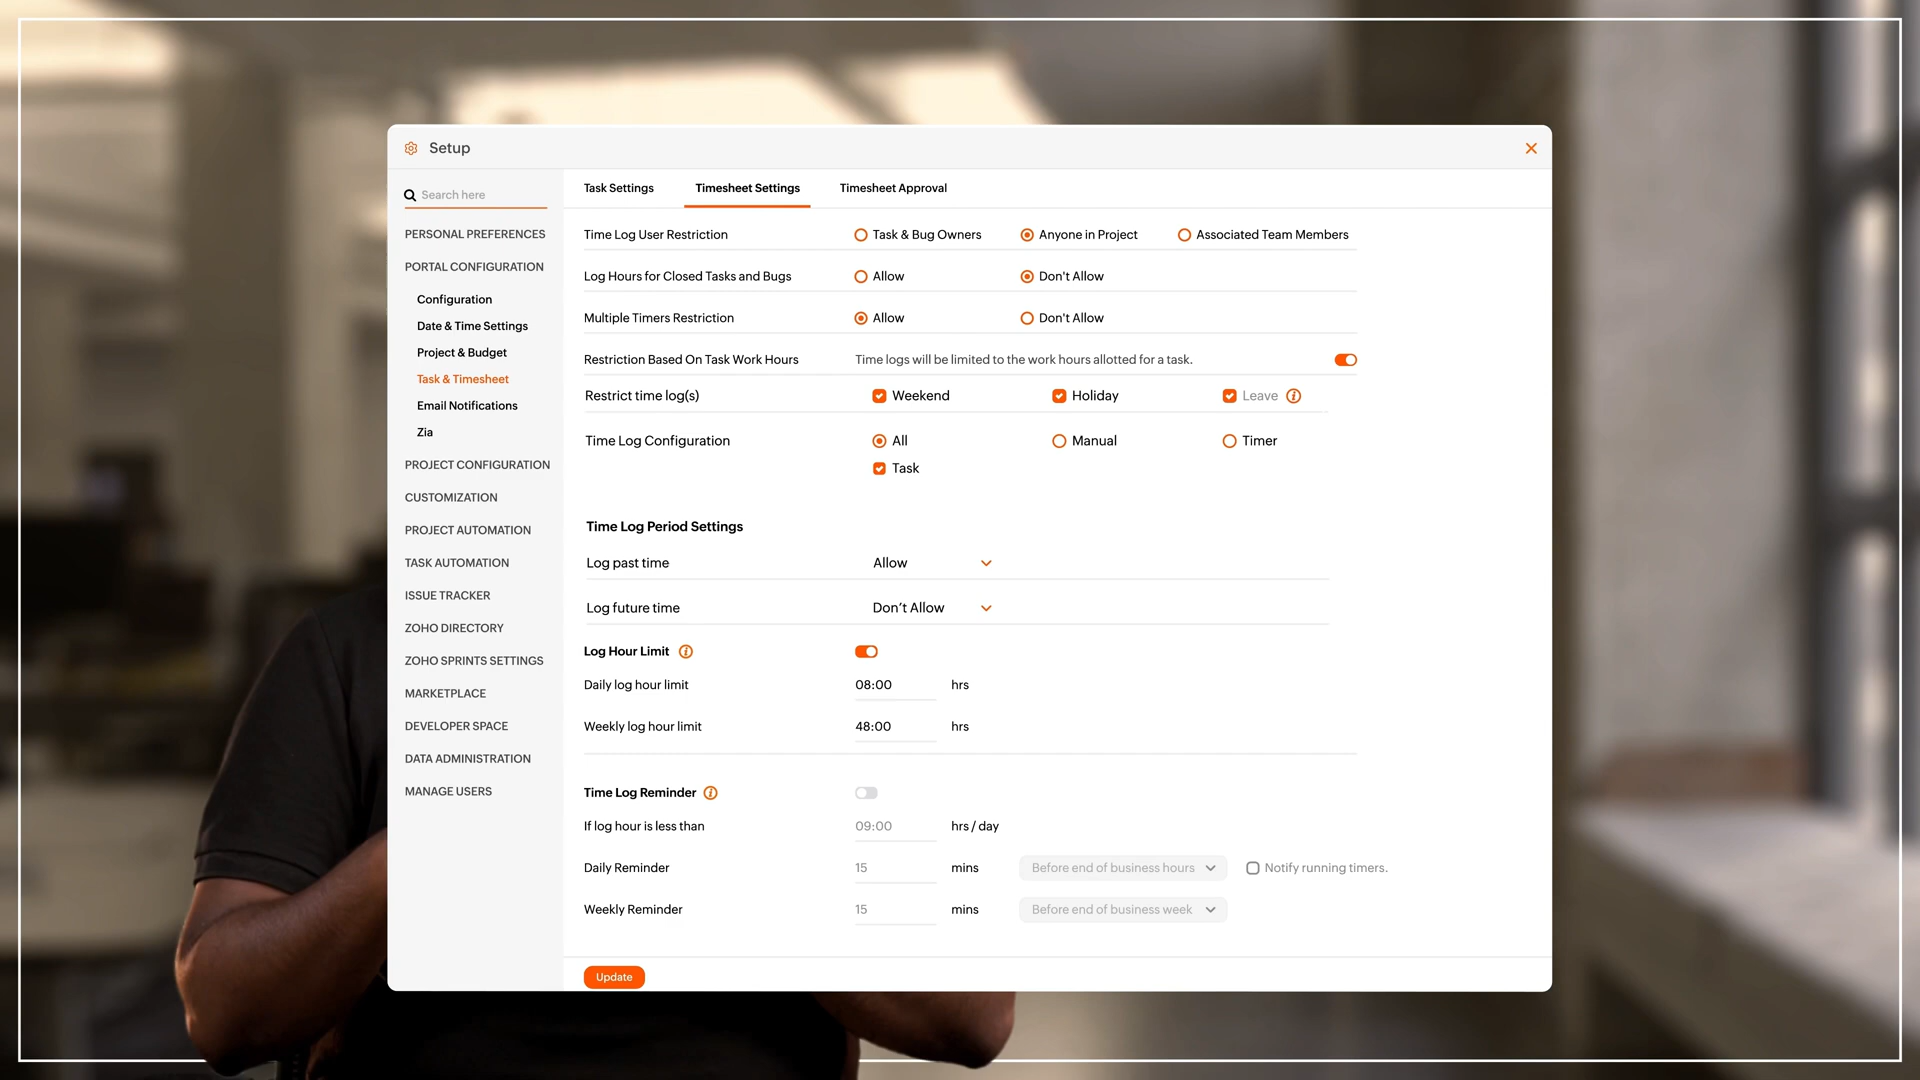 Setup
Search here
PERSONAL PREFERENCES
PORTAL CONFIGURATION
Configuration
Date & Time Settings
Project & Budget
Task & Timesheet
Email Notifications
Zia
PROJECT CONFIGURATION
CUSTOMIZATION
PROJECT AUTOMATION
TASK AUTOMATION
ISSUE TRACKER
ZOHO DIRECTORY
ZOHO SPRINTS SETTINGS
MARKETPLACE
DEVELOPER SPACE
DATA ADMINISTRATION
MANAGE USERS
Task Settings Timesheet Settings Timesheet Approval
Time Log User Restriction Task & Bug Owners Anyone in Project Associated Team Members
Log Hours for Closed Tasks and Bugs Allow Don't Allow
Multiple Timers Restriction Allow Don't Allow
Restriction Based On Task Work Hours Time logs will be limited to the work hours allotted for a task.
Restrict time log(s) Weekend Holiday Leave
Time Log Configuration All Manual Timer
Task
Time Log Period Settings
Log past time Allow
Log future time Don’t Allow
Log Hour Limit
Daily log hour limit 08:00 hrs
Weekly log hour limit 48:00 hrs
Time Log Reminder
If log hour is less than 09:00 hrs / day
Daily Reminder 15 mins Before end of business hours Notify running timers.
Weekly Reminder 15 mins Before end of business week
Update